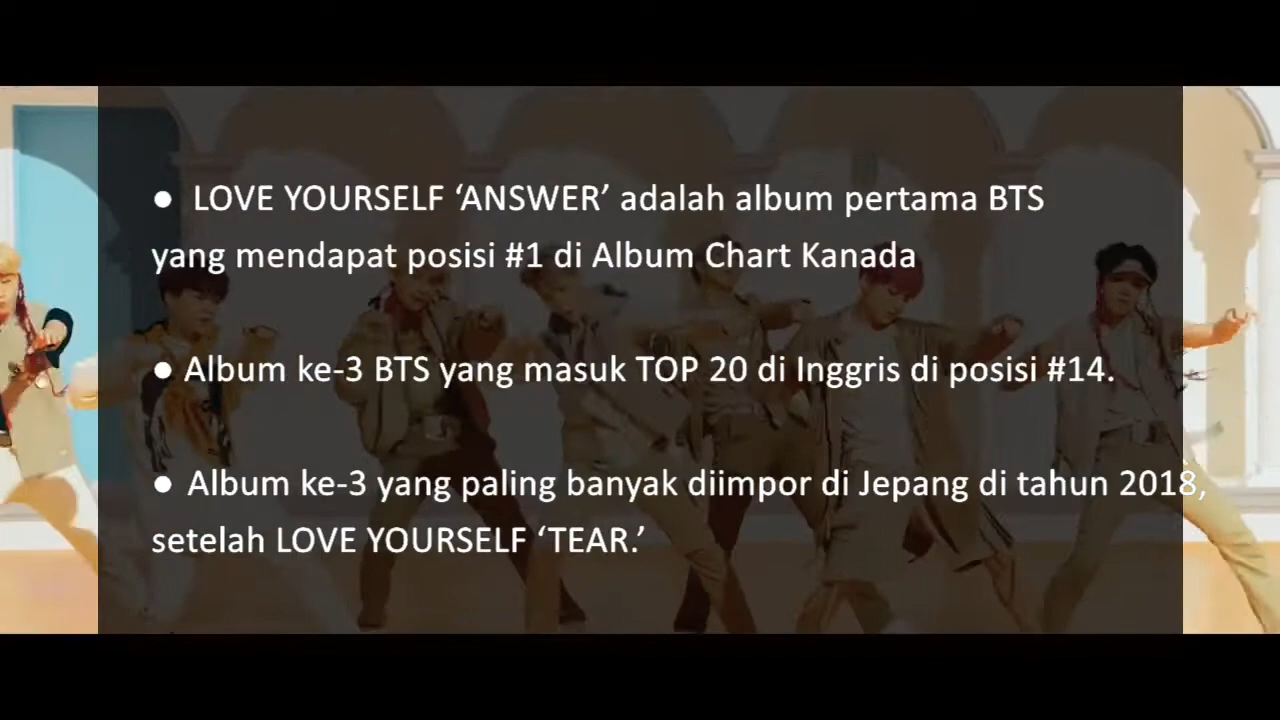 ● LOVE YOURSELF ‘ANSWER’ adalah album pertama BTS
yang mendapat posisi #1 di Album Chart Kanada
● Album ke-3 BTS yang masuk TOP 20 di Inggris di posisi #14.
● Album ke-3 yang paling banyak diimpor di Jepang di tahun 2018,
setelah LOVE YOURSELF ‘TEAR.’